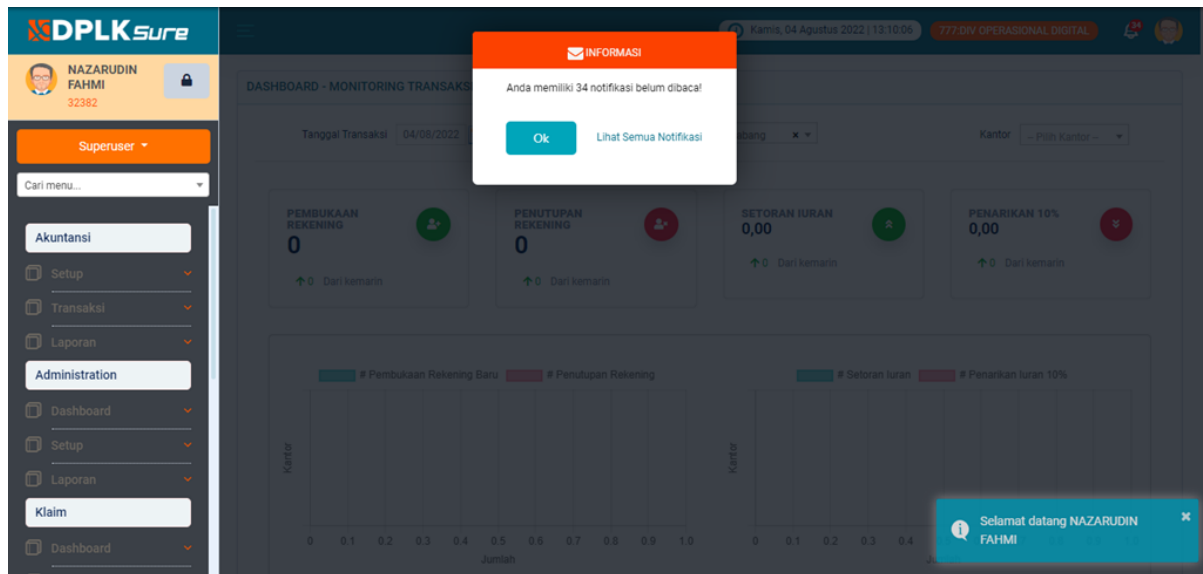 DPLKSure
NAZARUDIN
FAHMI
32382
Superuser
Cari menu...
Akuntansi
Setup
Transaksi
Laporan
Administration
Dashboard
Setup
Laporan
Klaim
Dashboard
Kamis, 04 Agustus 2022 | 13:10:06
777:DIV OPERASIONAL DIGITAL
34
INFORMASI
Anda memiliki 34 notifikasi belum dibaca!
Ok
Lihat Semua Notifikasi
DASHBOARD - MONITORING TRANSAKS
Tanggal Transaksi 04/08/2022
abang × Kantor -- Pilih Kantor --
PEMBUKAAN
REKENING
0
0 Dari kemarin
PENUTUPAN
REKENING
0
0 Dari kemarin
SETORAN IURAN
0,00
0 Dari kemarin
PENARIKAN 10%
0,00
0 Dari kemarin
# Pembukaan Rekening Baru # Penutupan Rekening
Kantor
0 0.1 0.2 0.3 0.4 0.5 0.6 0.7 0.8 0.9 1.0
Jumlah
# Setoran Iuran # Penarikan Iuran 10%
Kantor
0 0.1 0.2 0.3 0.4
Selamat datang NAZARUDIN
FAHMI
×